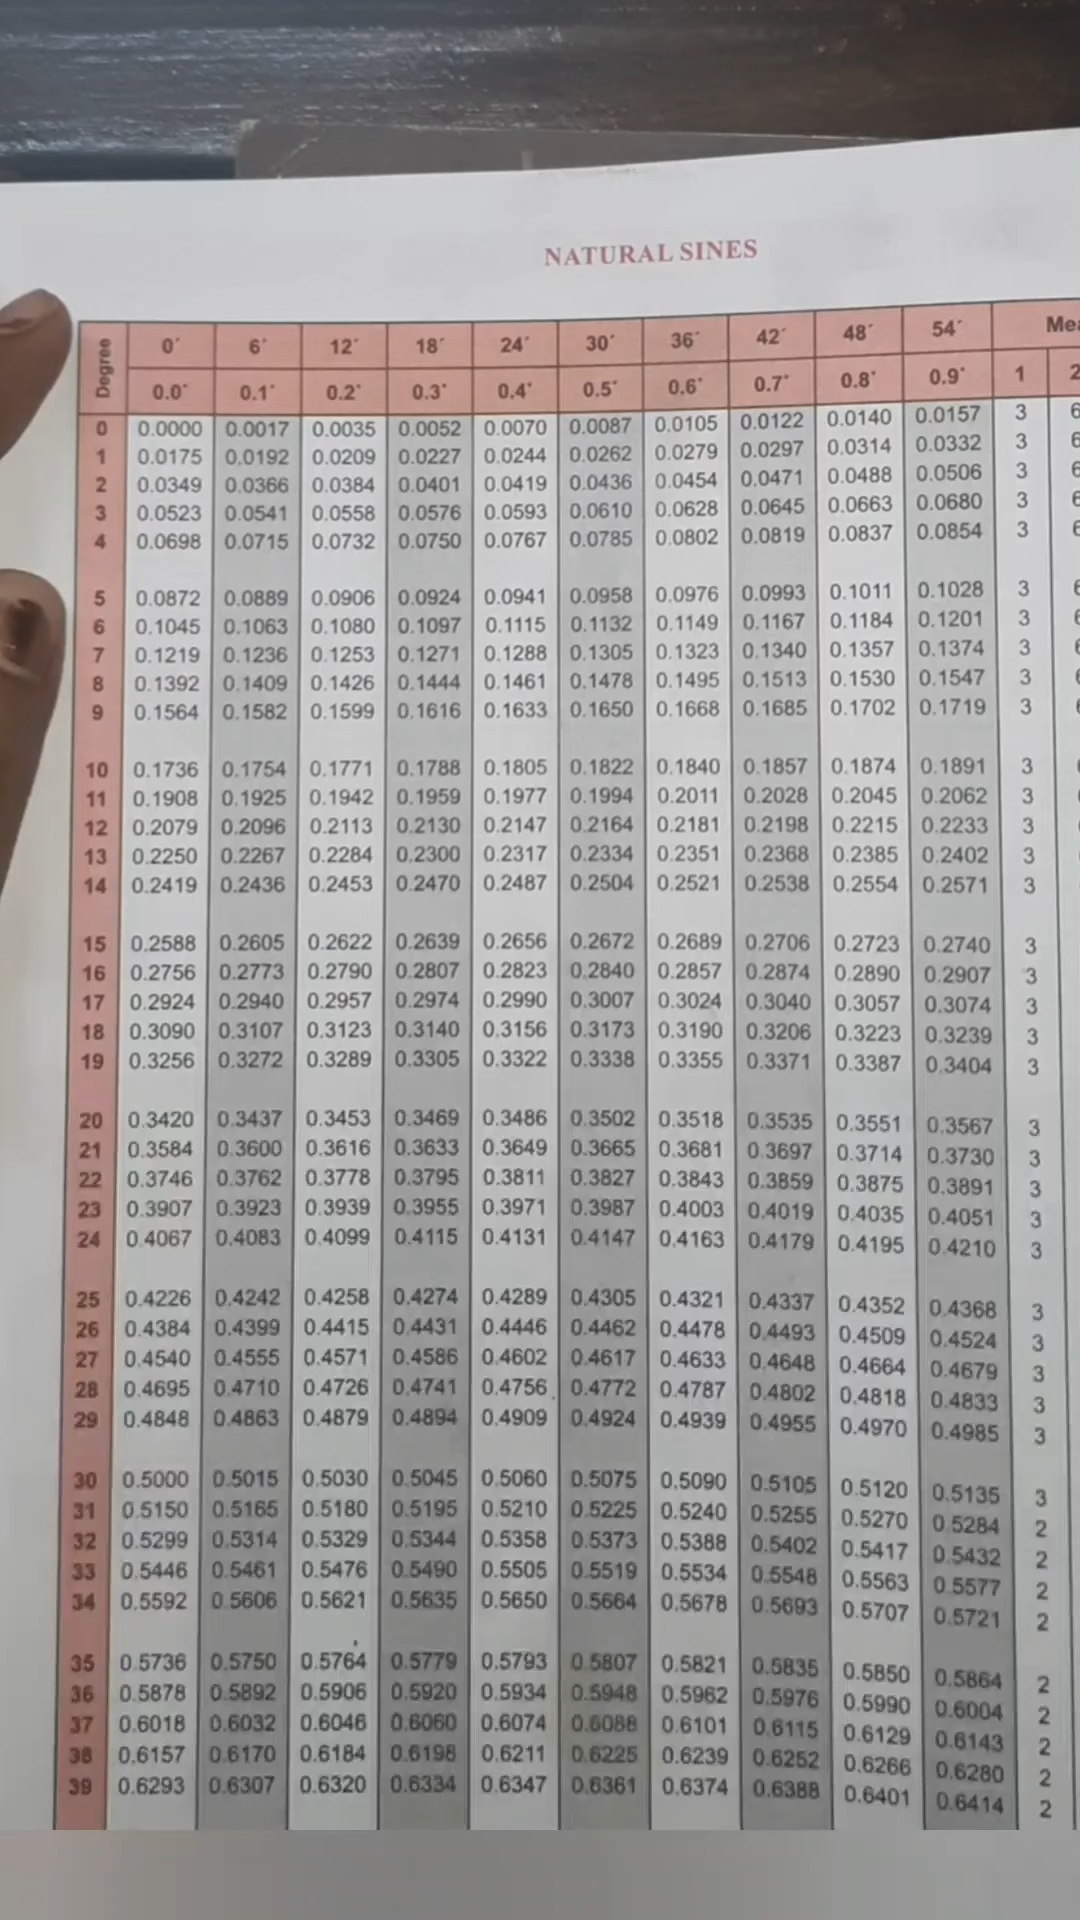 NATURAL SINES
Degree 0´ 6´ 12´ 18´ 24´ 30´ 36´ 42´ 48´ 54´
0.0˚ 0.1˚ 0.2˚ 0.3˚ 0.4˚ 0.5˚ 0.6˚ 0.7˚ 0.8˚ 0.9˚ 1 2
0 0.0000 0.0017 0.0035 0.0052 0.0070 0.0087 0.0105 0.0122 0.0140 0.0157 3 6
1 0.0175 0.0192 0.0209 0.0227 0.0244 0.0262 0.0279 0.0297 0.0314 0.0332 3 6
2 0.0349 0.0366 0.0384 0.0401 0.0419 0.0436 0.0454 0.0471 0.0488 0.0506 3 6
3 0.0523 0.0541 0.0558 0.0576 0.0593 0.0610 0.0628 0.0645 0.0663 0.0680 3 6
4 0.0698 0.0715 0.0732 0.0750 0.0767 0.0785 0.0802 0.0819 0.0837 0.0854 3 6
5 0.0872 0.0889 0.0906 0.0924 0.0941 0.0958 0.0976 0.0993 0.1011 0.1028 3 6
6 0.1045 0.1063 0.1080 0.1097 0.1115 0.1132 0.1149 0.1167 0.1184 0.1201 3 6
7 0.1219 0.1236 0.1253 0.1271 0.1288 0.1305 0.1323 0.1340 0.1357 0.1374 3 6
8 0.1392 0.1409 0.1426 0.1444 0.1461 0.1478 0.1495 0.1513 0.1530 0.1547 3
9 0.1564 0.1582 0.1599 0.1616 0.1633 0.1650 0.1668 0.1685 0.1702 0.1719 3
10 0.1736 0.1754 0.1771 0.1788 0.1805 0.1822 0.1840 0.1857 0.1874 0.1891 3
11 0.1908 0.1925 0.1942 0.1959 0.1977 0.1994 0.2011 0.2028 0.2045 0.2062 3
12 0.2079 0.2096 0.2113 0.2130 0.2147 0.2164 0.2181 0.2198 0.2215 0.2233 3
13 0.2250 0.2267 0.2284 0.2300 0.2317 0.2334 0.2351 0.2368 0.2385 0.2402 3
14 0.2419 0.2436 0.2453 0.2470 0.2487 0.2504 0.2521 0.2538 0.2554 0.2571 3
15 0.2588 0.2605 0.2622 0.2639 0.2656 0.2672 0.2689 0.2706 0.2723 0.2740 3
16 0.2756 0.2773 0.2790 0.2807 0.2823 0.2840 0.2857 0.2874 0.2890 0.2907 3
17 0.2924 0.2940 0.2957 0.2974 0.2990 0.3007 0.3024 0.3040 0.3057 0.3074 3
18 0.3090 0.3107 0.3123 0.3140 0.3156 0.3173 0.3190 0.3206 0.3223 0.3239 3
19 0.3256 0.3272 0.3289 0.3305 0.3322 0.3338 0.3355 0.3371 0.3387 0.3404 3
20 0.3420 0.3437 0.3453 0.3469 0.3486 0.3502 0.3518 0.3535 0.3551 0.3567 3
21 0.3584 0.3600 0.3616 0.3633 0.3649 0.3665 0.3681 0.3697 0.3714 0.3730 3
22 0.3746 0.3762 0.3778 0.3795 0.3811 0.3827 0.3843 0.3859 0.3875 0.3891 3
23 0.3907 0.3923 0.3939 0.3955 0.3971 0.3987 0.4003 0.4019 0.4035 0.4051 3
24 0.4067 0.4083 0.4099 0.4115 0.4131 0.4147 0.4163 0.4179 0.4195 0.4210 3
25 0.4226 0.4242 0.4258 0.4274 0.4289 0.4305 0.4321 0.4337 0.4352 0.4368 3
26 0.4384 0.4399 0.4415 0.4431 0.4446 0.4462 0.4478 0.4493 0.4509 0.4524 3
27 0.4540 0.4555 0.4571 0.4586 0.4602 0.4617 0.4633 0.4648 0.4664 0.4679 3
28 0.4695 0.4710 0.4726 0.4741 0.4756 0.4772 0.4787 0.4802 0.4818 0.4833 3
29 0.4848 0.4863 0.4879 0.4894 0.4909 0.4924 0.4939 0.4955 0.4970 0.4985 3
30 0.5000 0.5015 0.5030 0.5045 0.5060 0.5075 0.5090 0.5105 0.5120 0.5135 3
31 0.5150 0.5165 0.5180 0.5195 0.5210 0.5225 0.5240 0.5255 0.5270 0.5284 2
32 0.5299 0.5314 0.5329 0.5344 0.5358 0.5373 0.5388 0.5402 0.5417 0.5432 2
33 0.5446 0.5461 0.5476 0.5490 0.5505 0.5519 0.5534 0.5548 0.5563 0.5577 2
34 0.5592 0.5606 0.5621 0.5635 0.5650 0.5664 0.5678 0.5693 0.5707 0.5721 2
35 0.5736 0.5750 0.5764 0.5779 0.5793 0.5807 0.5821 0.5835 0.5850 0.5864 2
36 0.5878 0.5892 0.5906 0.5920 0.5934 0.5948 0.5962 0.5976 0.5990 0.6004 2
37 0.6018 0.6032 0.6046 0.6060 0.6074 0.6088 0.6101 0.6115 0.6129 0.6143 2
38 0.6157 0.6170 0.6184 0.6198 0.6211 0.6225 0.6239 0.6252 0.6266 0.6280 2
39 0.6293 0.6307 0.6320 0.6334 0.6347 0.6361 0.6374 0.6388 0.6401 0.6414 2